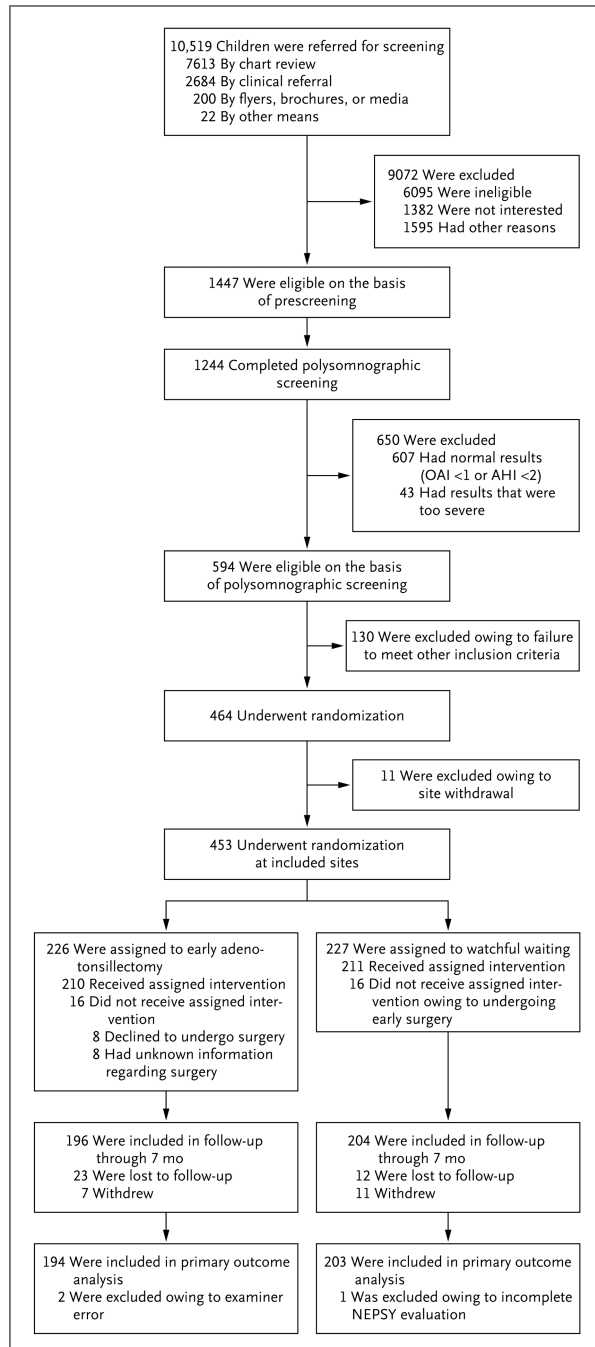 10,519 Children were referred for screening
7613 By chart review
2684 By clinical referral
200 By flyers, brochures, or media
22 By other means
9072 Were excluded
6095 Were ineligible
1382 Were not interested
1595 Had other reasons
1447 Were eligible on the basis
of prescreening
1244 Completed polysomnographic
screening
650 Were excluded
607 Had normal results
(OAI <1 or AHI <2)
43 Had results that were
too severe
594 Were eligible on the basis
of polysomnographic screening
130 Were excluded owing to failure
to meet other inclusion criteria
464 Underwent randomization
11 Were excluded owing to
site withdrawal
453 Underwent randomization
at included sites
226 Were assigned to early adeno-
tonsillectomy
210 Received assigned intervention
16 Did not receive assigned inter-
vention
8 Declined to undergo surgery
8 Had unknown information
regarding surgery
227 Were assigned to watchful waiting
211 Received assigned intervention
16 Did not receive assigned inter-
vention owing to undergoing
early surgery
196 Were included in follow-up
through 7 mo
23 Were lost to follow-up
7 Withdrew
204 Were included in follow-up
through 7 mo
12 Were lost to follow-up
11 Withdrew
194 Were included in primary outcome
analysis
2 Were excluded owing to examiner
error
203 Were included in primary outcome
analysis
1 Was excluded owing to incomplete
NEPSY evaluation